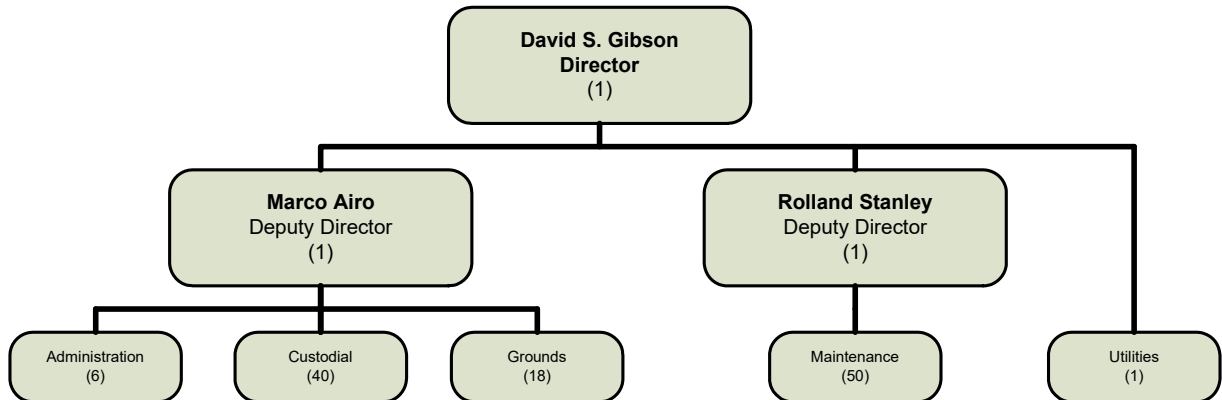 David S. Gibson
Director
(1)
Marco Airo
Deputy Director
(1)
Rolland Stanley
Deputy Director
(1)
Administration
(6)
Custodial
(40)
Grounds
(18)
Maintenance
(50)
Utilities
(1)